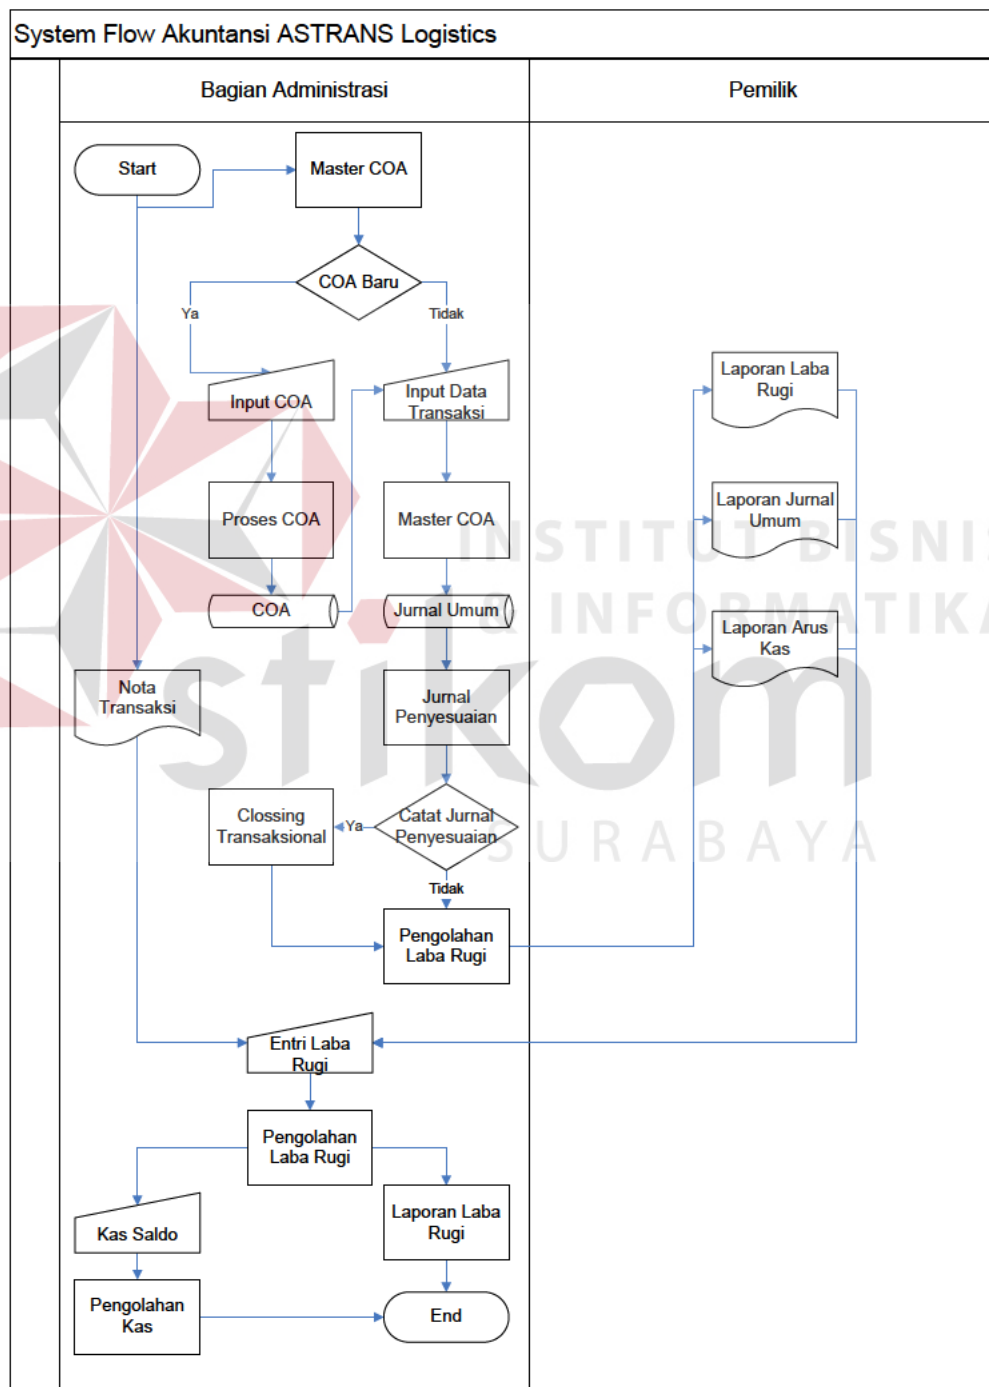 System Flow Akuntansi ASTRANS Logistics
Bagian Administrasi
Pemilik
Start
Master COA
COA Baru
Ya
Tidak
Input COA
Input Data
Transaksi
Laporan Laba
Rugi
Proses COA
Master COA
Laporan Jurnal
Umum
INSTITUT BISNIS
& INFORMATIKA
COA
Jurnal Umum
Laporan Arus
Kas
stikom
SURABAYA
Nota
Transaksi
Jurnal
Penyesuaian
Clossing
Transaksional
Ya
Catat Jurnal
Penyesuaian
Tidak
Pengolahan
Laba Rugi
Entri Laba
Rugi
Pengolahan
Laba Rugi
Kas Saldo
Laporan Laba
Rugi
Pengolahan
Kas
End